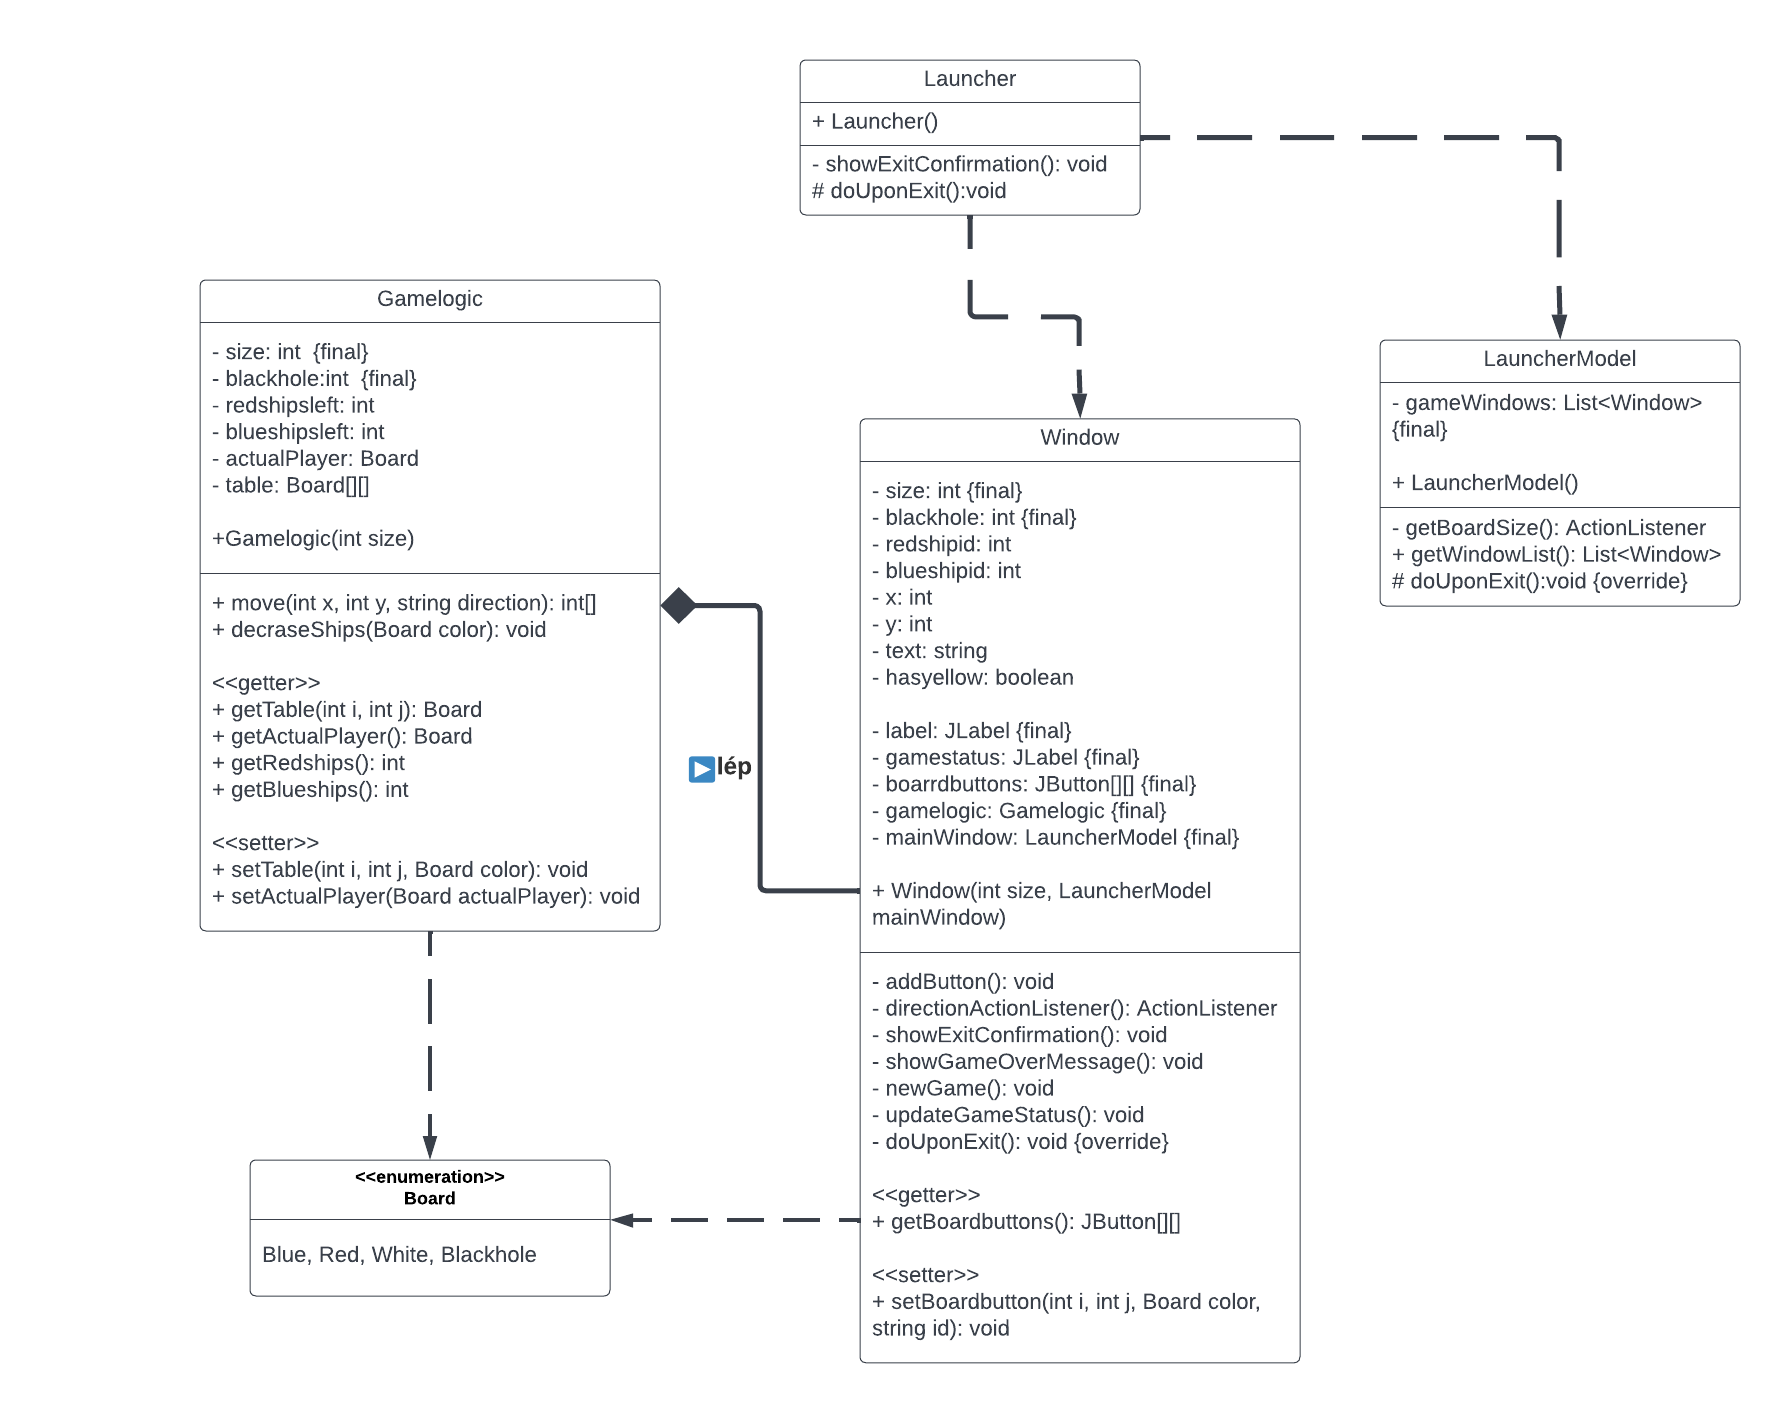 Launcher
+ Launcher()
- showExitConfirmation(): void
# doUponExit():void
Gamelogic
- size: int  {final}
- blackhole:int  {final}
- redshipsleft: int
- blueshipsleft: int
- actualPlayer: Board
- table: Board[][]
+Gamelogic(int size)
+ move(int x, int y, string direction): int[]
+ decraseShips(Board color): void
<<getter>>
+ getTable(int i, int j): Board
+ getActualPlayer(): Board
+ getRedships(): int
+ getBlueships(): int
<<setter>>
+ setTable(int i, int j, Board color): void
+ setActualPlayer(Board actualPlayer): void
lép
Window
- size: int {final}
- blackhole: int {final}
- redshipid: int
- blueshipid: int
- x: int
- y: int
- text: string
- hasyellow: boolean
- label: JLabel {final}
- gamestatus: JLabel {final}
- boarrdbuttons: JButton[][] {final}
- gamelogic: Gamelogic {final}
- mainWindow: LauncherModel {final}
+ Window(int size, LauncherModel
mainWindow)
- addButton(): void
- directionActionListener(): ActionListener
- showExitConfirmation(): void
- showGameOverMessage(): void
- newGame(): void
- updateGameStatus(): void
- doUponExit(): void {override}
<<getter>>
+ getBoardbuttons(): JButton[][]
<<setter>>
+ setBoardbutton(int i, int j, Board color,
string id): void
LauncherModel
- gameWindows: List<Window>
{final}
+ LauncherModel()
- getBoardSize(): ActionListener
+ getWindowList(): List<Window>
# doUponExit():void {override}
<<enumeration>>
Board
Blue, Red, White, Blackhole